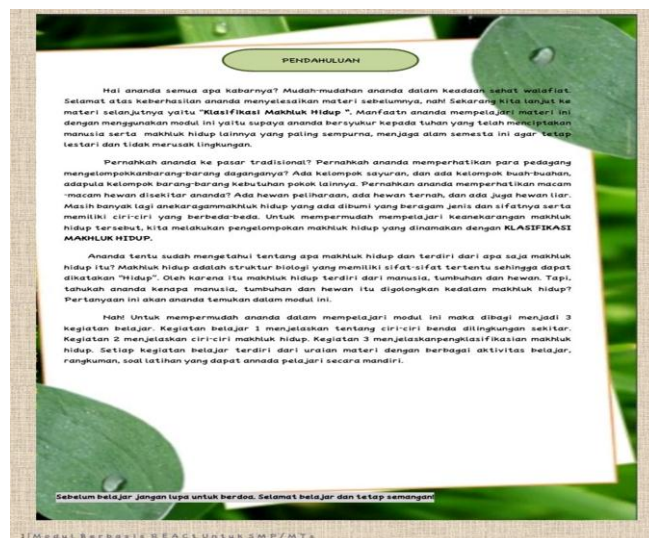 PENDAHULUAN
Hai ananda semua apa kabarnya? Mudah-mudahan ananda dalam keadaan sehat walafiat.
Selamat atas keberhasilan ananda menyelesaikan materi sebelumnya, nah! Sekarang kita lanjut ke
materi selanjutnya yaitu "Klasifikasi Makhluk Hidup ". Manfaatn ananda mempelajari materi ini
dengan menggunakan modul ini yaitu supaya ananda bersyukur kepada tuhan yang telah menciptakan
manusia serta makhluk hidup lainnya yang paling sempurna, menjaga alam semesta ini agar tetap
lestari dan tidak merusak lingkungan.
Pernahkah ananda ke pasar tradisional? Pernahkah ananda memperhatikan para pedagang
mengelompokkanbarang-barang daganganya? Ada kelompok sayuran, dan ada kelompok buah-buahan,
adapula kelompok barang-barang kebutuhan pokok lainnya. Pernahkan ananda memperhatikan macam
-macam hewan disekitar ananda? Ada hewan peliharaan, ada hewan ternah, dan ada juga hewan liar.
Masih banyak lagi anekaragammakhluk hidup yang ada dibumi yang beragam jenis dan sifatnya serta
memiliki ciri-ciri yang berbeda-beda. Untuk mempermudah mempelajari keanekarangan makhluk
hidup tersebut, kita melakukan pengelompokan makhluk hidup yang dinamakan dengan KLASIFIKASI
MAKHLUK HIDUP.
Ananda tentu sudah mengetahui tentang apa makhluk hidup dan terdiri dari apa saja makhluk
hidup itu? Makhluk hidup adalah struktur biologi yang memiliki sifat-sifat tertentu sehingga dapat
dikatakan "Hidup". Oleh karena itu makhluk hidup terdiri dari manusia, tumbuhan dan hewan. Tapi,
tahukah ananda kenapa manusia, tumbuhan dan hewan itu digolongkan kedalam makhluk hidup?
Pertanyaan ini akan ananda temukan dalam modul ini.
Nah! Untuk mempermudah ananda dalam mempelajari modul ini maka dibagi menjadi 3
kegiatan belajar. Kegiatan belajar 1 menjelaskan tentang ciri-ciri benda dilingkungan sekitar.
Kegiatan 2 menjelaskan ciri-ciri makhluk hidup. Kegiatan 3 menjelaskanpengklasifikasian makhluk
hidup. Setiap kegiatan belajar terdiri dari uraian materi dengan berbagai aktivitas belajar,
rangkuman, soal latihan yang dapat annada pelajari secara mandiri.
Sebelum belajar jangan lupa untuk berdoa. Selamat belajar dan tetap semangan!
Modul Berbasis REACT Untuk SMP/MTs